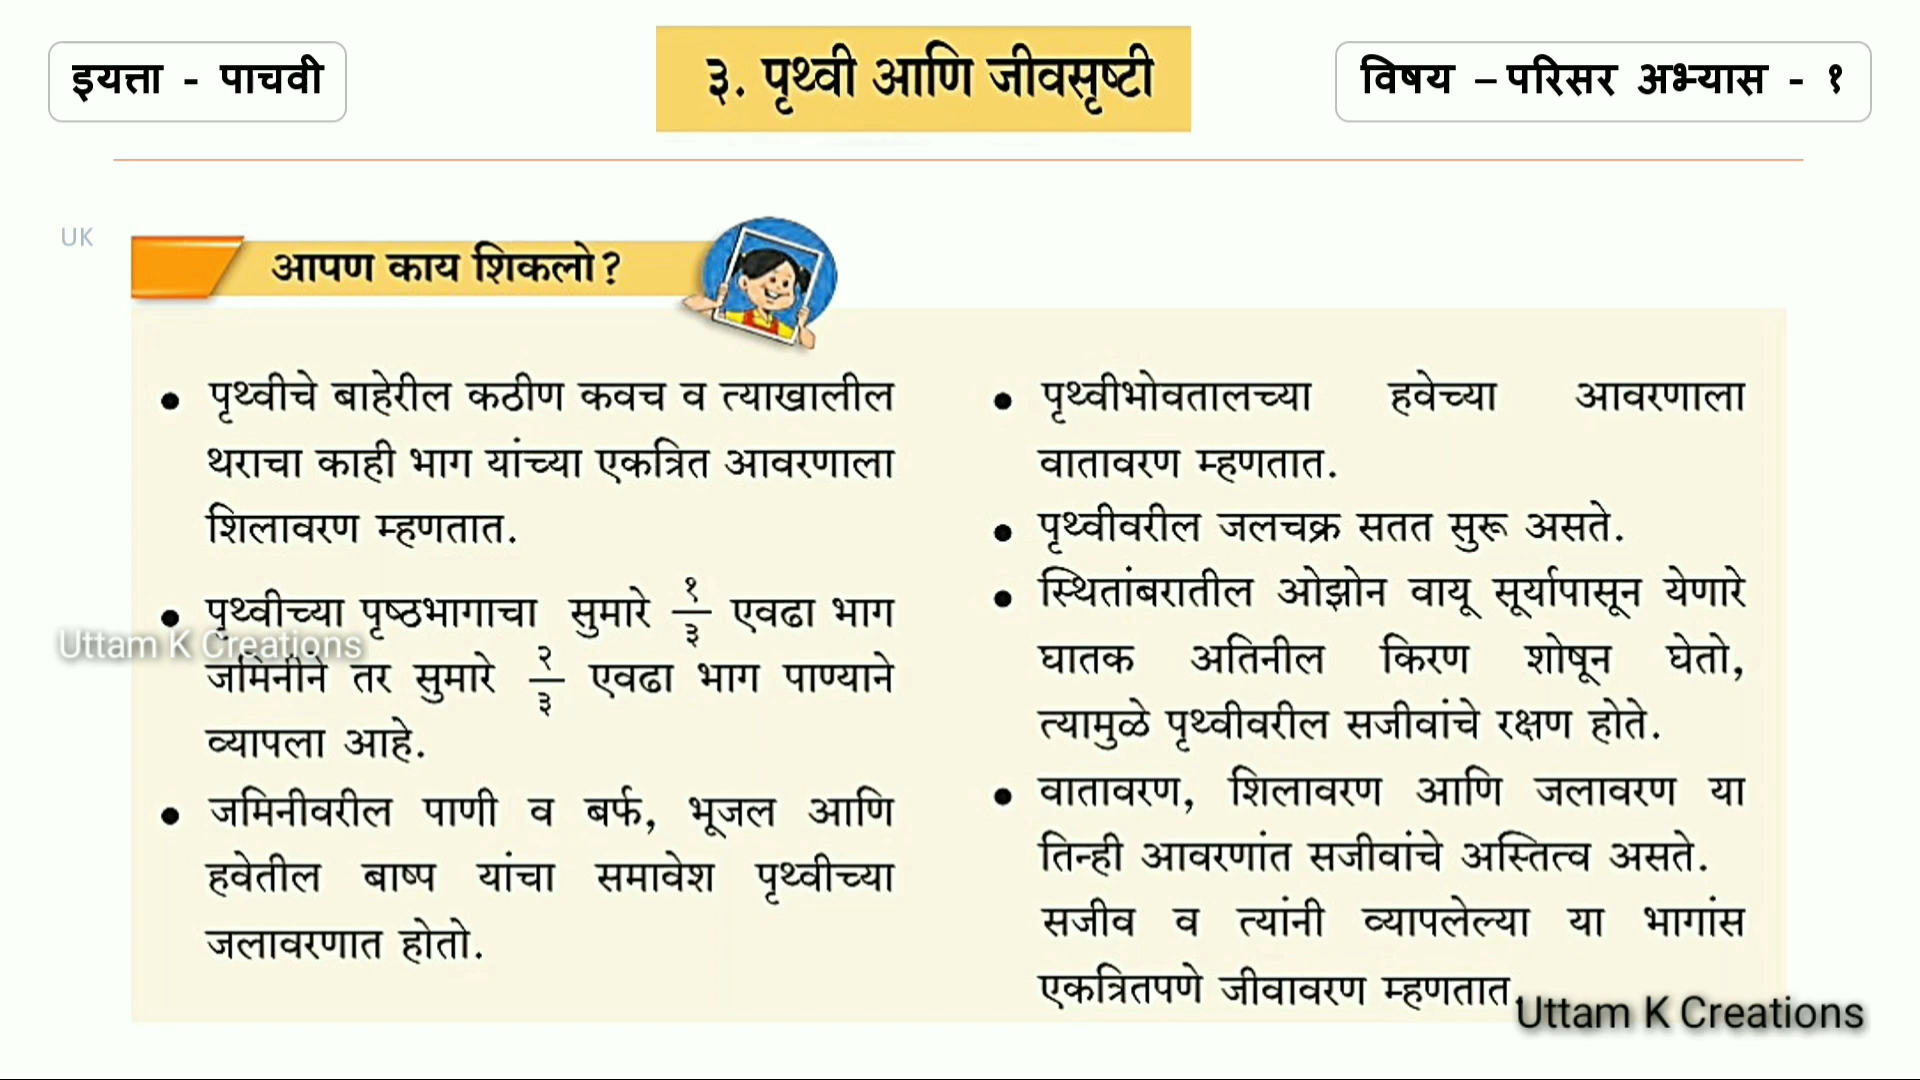 इयत्ता - पाचवी
३. पृथ्वी आणि जीवसृष्टी
विषय – परिसर अभ्यास - १
UK
आपण काय शिकलो?
• पृथ्वीचे बाहेरील कठीण कवच व त्याखालील
थराचा काही भाग यांच्या एकत्रित आवरणाला
शिलावरण म्हणतात.
• पृथ्वीच्या पृष्ठभागाचा सुमारे १/३ एवढा भाग
जमिनीने तर सुमारे २/३ एवढा भाग पाण्याने
व्यापला आहे.
• जमिनीवरील पाणी व बर्फ, भूजल आणि
हवेतील बाष्प यांचा समावेश पृथ्वीच्या
जलावरणात होतो.
• पृथ्वीभोवतालच्या हवेच्या आवरणाला
वातावरण म्हणतात.
• पृथ्वीवरील जलचक्र सतत सुरू असते.
• स्थितांबरातील ओझोन वायू सूर्यापासून येणारे
घातक अतिनील किरण शोषून घेतो,
त्यामुळे पृथ्वीवरील सजीवांचे रक्षण होते.
• वातावरण, शिलावरण आणि जलावरण या
तिन्ही आवरणांत सजीवांचे अस्तित्व असते.
सजीव व त्यांनी व्यापलेल्या या भागांस
एकत्रितपणे जीवावरण म्हणतात.
Uttam K Creations
Uttam K Creations